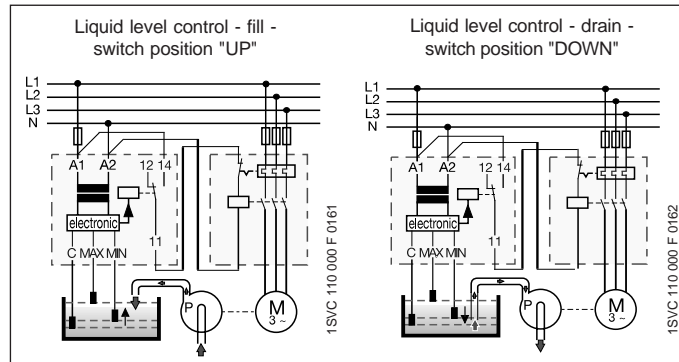 Liquid level control - fill -
switch position "UP"
L1
L2
L3
N
A1 A2 12 14
electronic
11
C MAX MIN
P
M
3 ~
1SVC 110 000 F 0161
Liquid level control - drain -
switch position "DOWN"
L1
L2
L3
N
A1 A2 12 14
electronic
11
C MAX MIN
P
M
3 ~
1SVC 110 000 F 0162